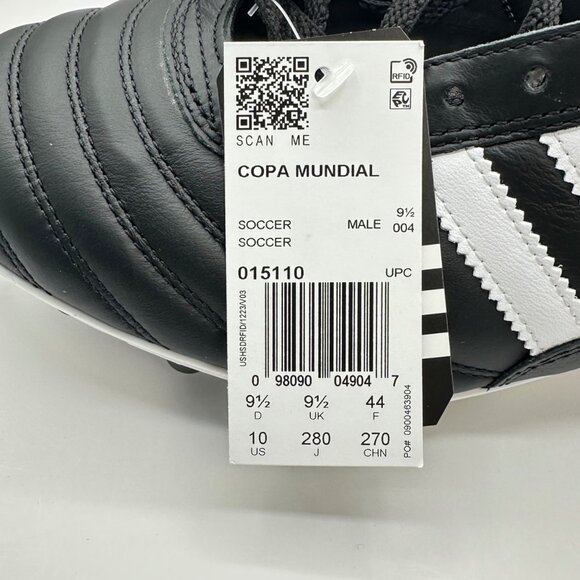 SCAN ME
RFID
COPA MUNDIAL
SOCCER MALE 9½
SOCCER 004
015110 UPC
USHSDRFID/1223/V03
0 98090 04904 7
9½ 9½ 44
D UK F
10 280 270
US J CHN
PO# 0900463904